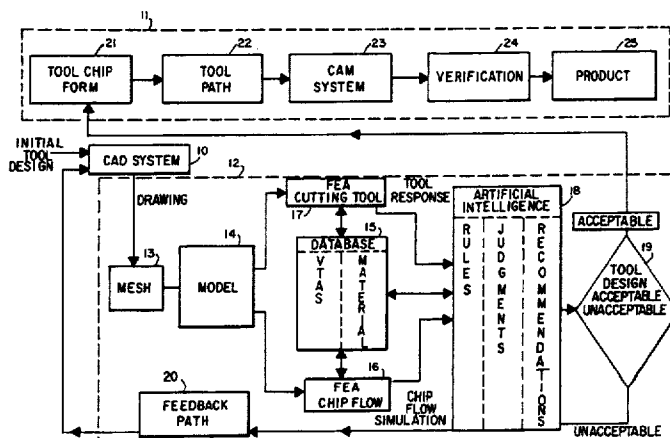 11
21
22
23
24
25
TOOL CHIP
FORM
TOOL
PATH
CAM
SYSTEM
VERIFICATION
PRODUCT
INITIAL
TOOL
DESIGN
CAD SYSTEM
10
12
DRAWING
FEA
CUTTING TOOL
17
TOOL
RESPONSE
ARTIFICIAL
INTELLIGENCE
18
RULES
JUDGMENTS
RECOMMENDATIONS
ACCEPTABLE
19
TOOL
DESIGN
ACCEPTABLE
UNACCEPTABLE
13
MESH
14
MODEL
15
DATABASE
VTAS
MATERIAL
16
FEA
CHIP FLOW
CHIP
FLOW
SIMULATION
20
FEEDBACK
PATH
UNACCEPTABLE